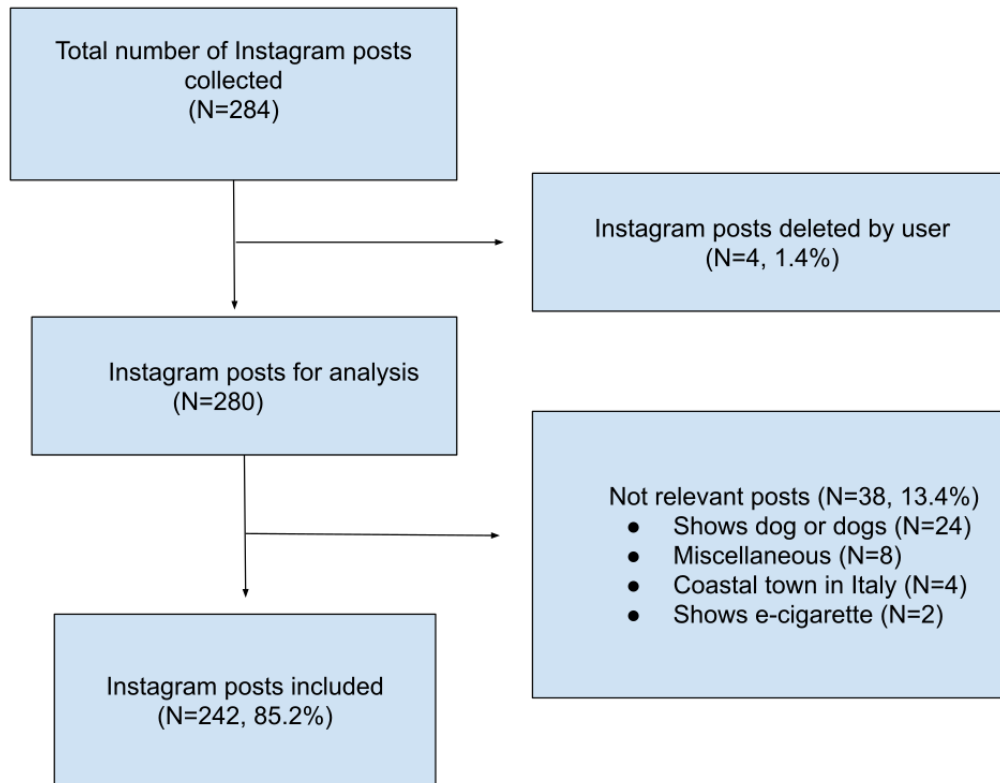 Total number of Instagram posts
collected
(N=284)
Instagram posts deleted by user
(N=4, 1.4%)
Instagram posts for analysis
(N=280)
Not relevant posts (N=38, 13.4%)
● Shows dog or dogs (N=24)
● Miscellaneous (N=8)
● Coastal town in Italy (N=4)
● Shows e-cigarette (N=2)
Instagram posts included
(N=242, 85.2%)